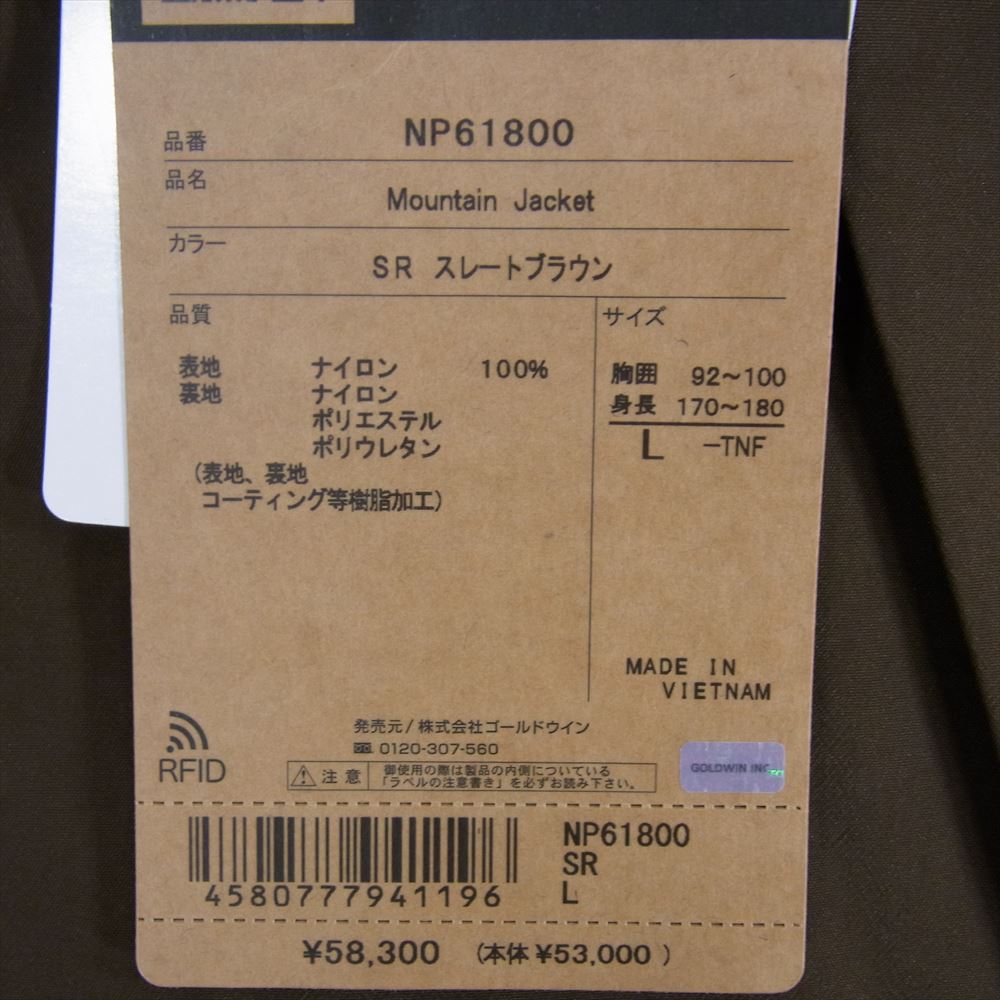 品番 NP61800
品名 Mountain Jacket
カラー SR スレートブラウン
品質
表地 ナイロン 100%
裏地 ナイロン
ポリエステル
ポリウレタン
(表地、裏地
コーティング等樹脂加工)
サイズ
胸囲 92~100
身長 170~180
L -TNF
MADE IN
VIETNAM
RFID
発売元/株式会社ゴールドウイン
0120-307-560
注意
御使用の際は製品の内側についている
「ラベルの注意書き」を必ずお読み下さい。
GOLDWIN INC
4580777941196
NP61800
SR
L
¥58,300 (本体¥53,000)